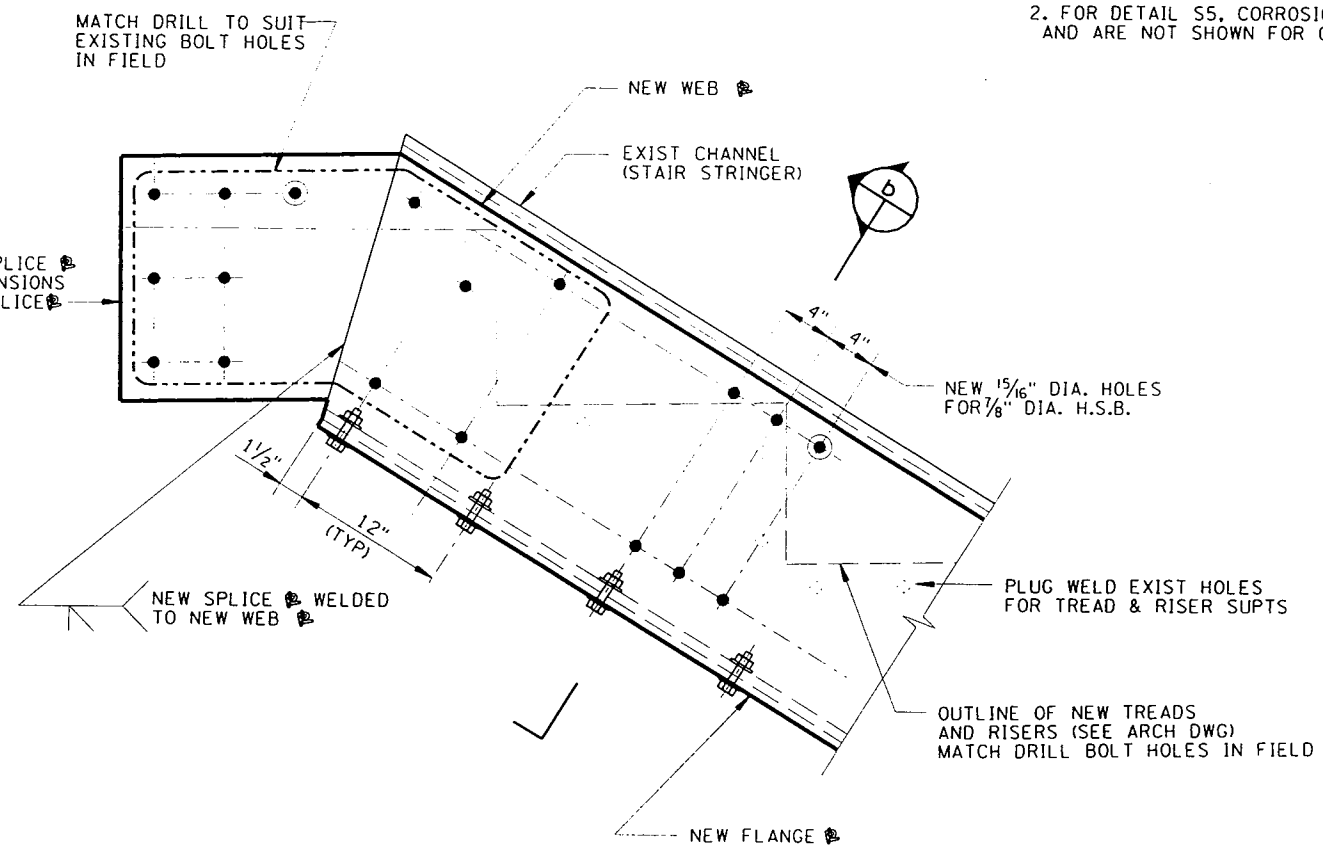 2. FOR DETAIL S5, CORROSI
AND ARE NOT SHOWN FOR
MATCH DRILL TO SUIT
EXISTING BOLT HOLES
IN FIELD
NEW WEB ℄
EXIST CHANNEL
(STAIR STRINGER)
b
PLICE
NSIONS
LICE
4"
4"
NEW 15/16" DIA. HOLES
FOR 7/8" DIA. H.S.B.
1 1/2"
12"
(TYP)
NEW SPLICE WELDED
TO NEW WEB
PLUG WELD EXIST HOLES
FOR TREAD & RISER SUPTS
OUTLINE OF NEW TREADS
AND RISERS (SEE ARCH DWG)
MATCH DRILL BOLT HOLES IN FIELD
NEW FLANGE